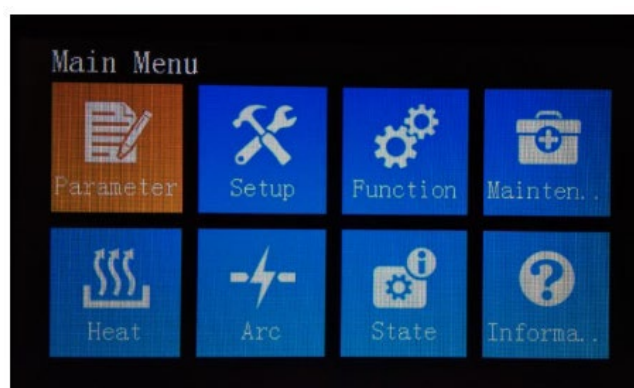 Main Menu
Parameter Setup Function Mainten..
Heat Arc State Informa..